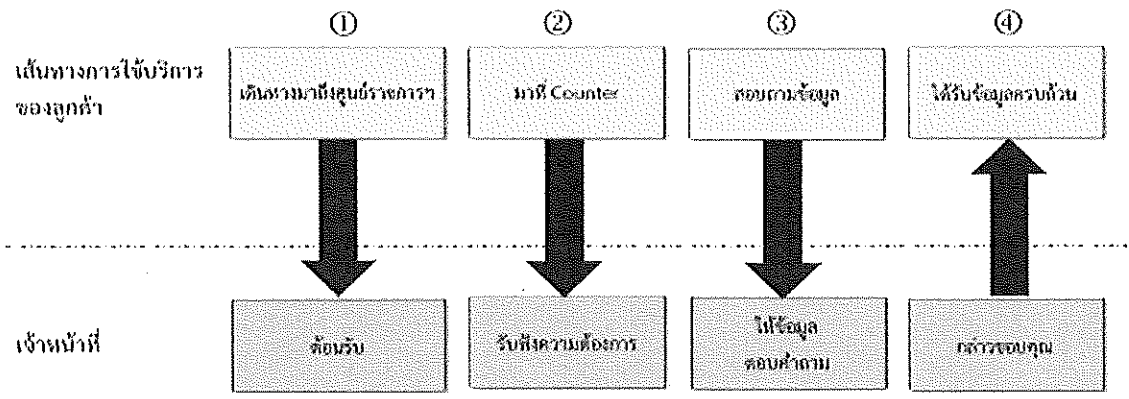 ① ② ③ ④
เส้นทางการใช้บริการ
ของลูกค้า
เดินทางมาถึงศูนย์ราชการฯ
มาที่ Counter
สอบถามข้อมูล
ได้รับข้อมูลครบถ้วน
เจ้าหน้าที่
ต้อนรับ
รับฟังความต้องการ
ให้ข้อมูล
ตอบคำถาม
กล่าวขอบคุณ